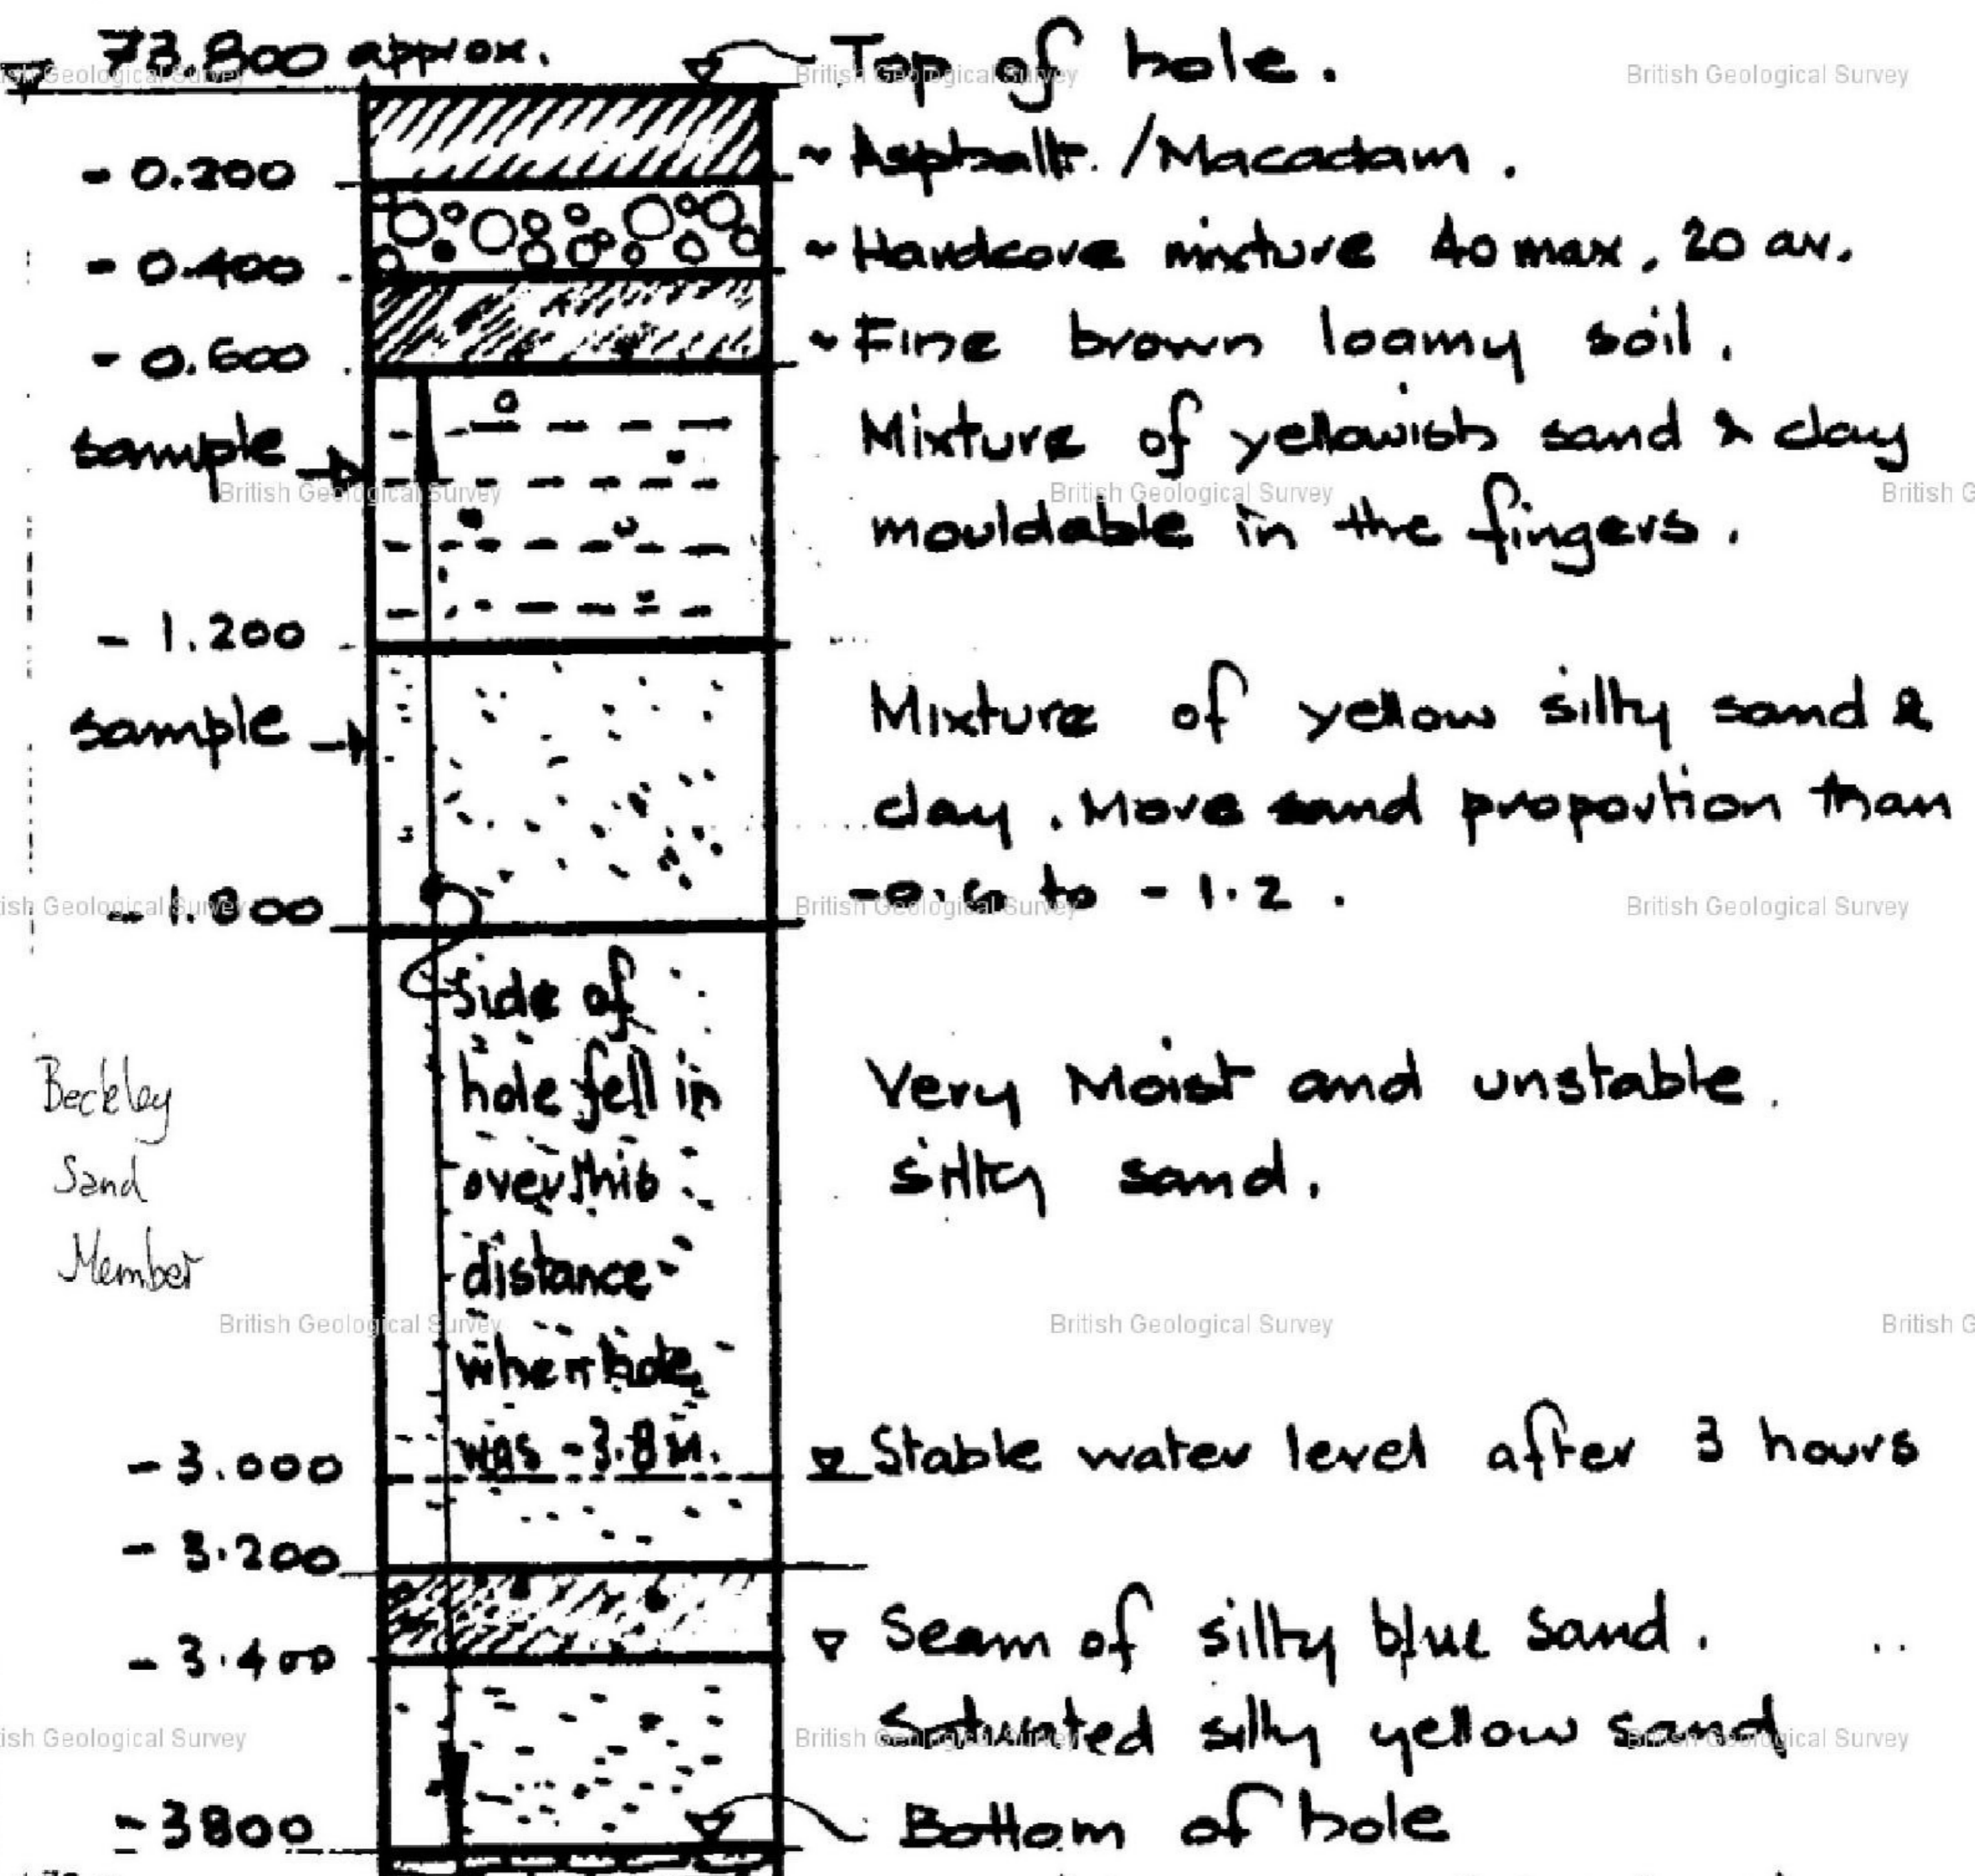 73.800 approx.
Top of hole.
~ Asphalt. / Macadam.
- 0.200
- 0.400
~ Hardcore mixture 40 max, 20 av.
- 0.600
~ Fine brown loamy soil.
sample
Mixture of yellowish sand & clay
mouldable in the fingers.
- 1.200
sample
Mixture of yellow silty sand &
clay. More sand proportion than
-0.6 to -1.2.
- 1.800
Side of
hole fell in
over this
distance
when hole
was -3.8m.
Very Moist and unstable.
silty sand.
Beckley
Sand
Member
- 3.000
Stable water level after 3 hours
- 3.200
- 3.400
Seam of silty blue sand.
Saturated silty yellow sand
- 3800
Bottom of hole
British Geological Survey